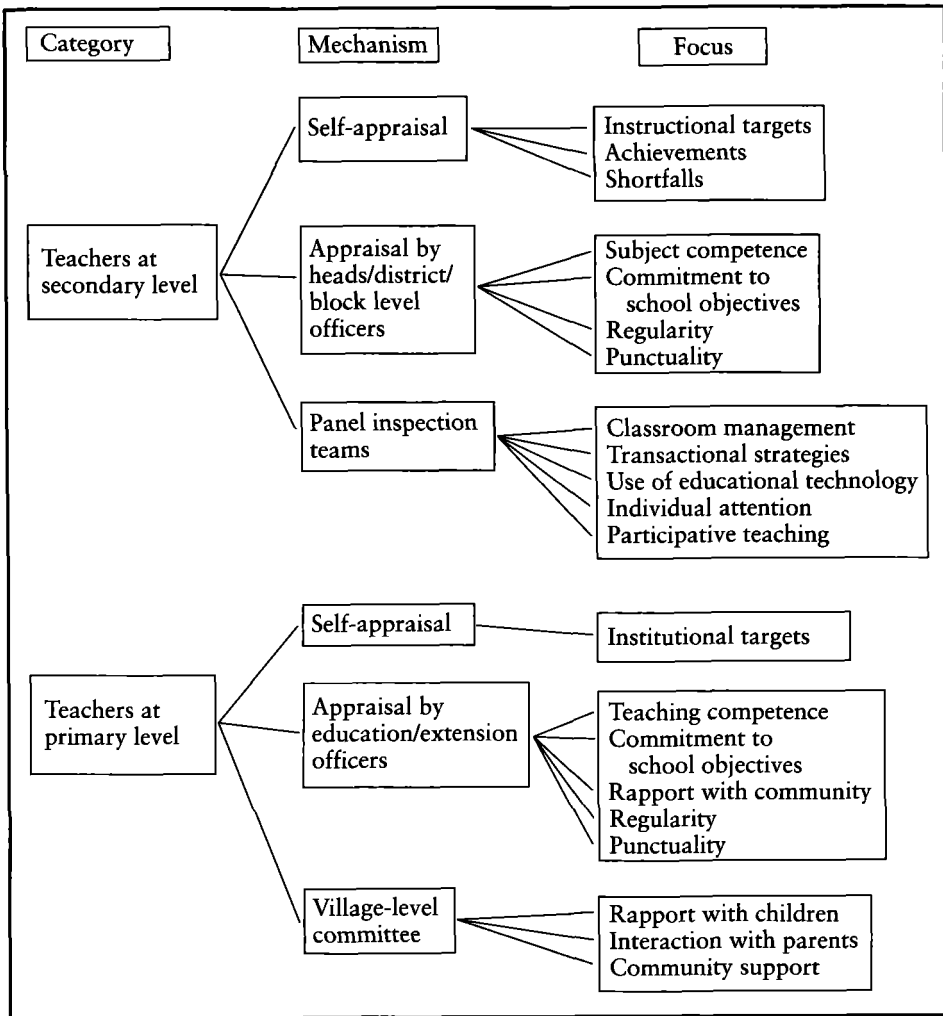 Category Mechanism Focus
Self-appraisal
Instructional targets
Achievements
Shortfalls
Teachers at
secondary level
Appraisal by
heads/district/
block level
officers
Subject competence
Commitment to
school objectives
Regularity
Punctuality
Panel inspection
teams
Classroom management
Transactional strategies
Use of educational technology
Individual attention
Participative teaching
Self-appraisal
Institutional targets
Teachers at
primary level
Appraisal by
education/extension
officers
Teaching competence
Commitment to
school objectives
Rapport with community
Regularity
Punctuality
Village-level
committee
Rapport with children
Interaction with parents
Community support